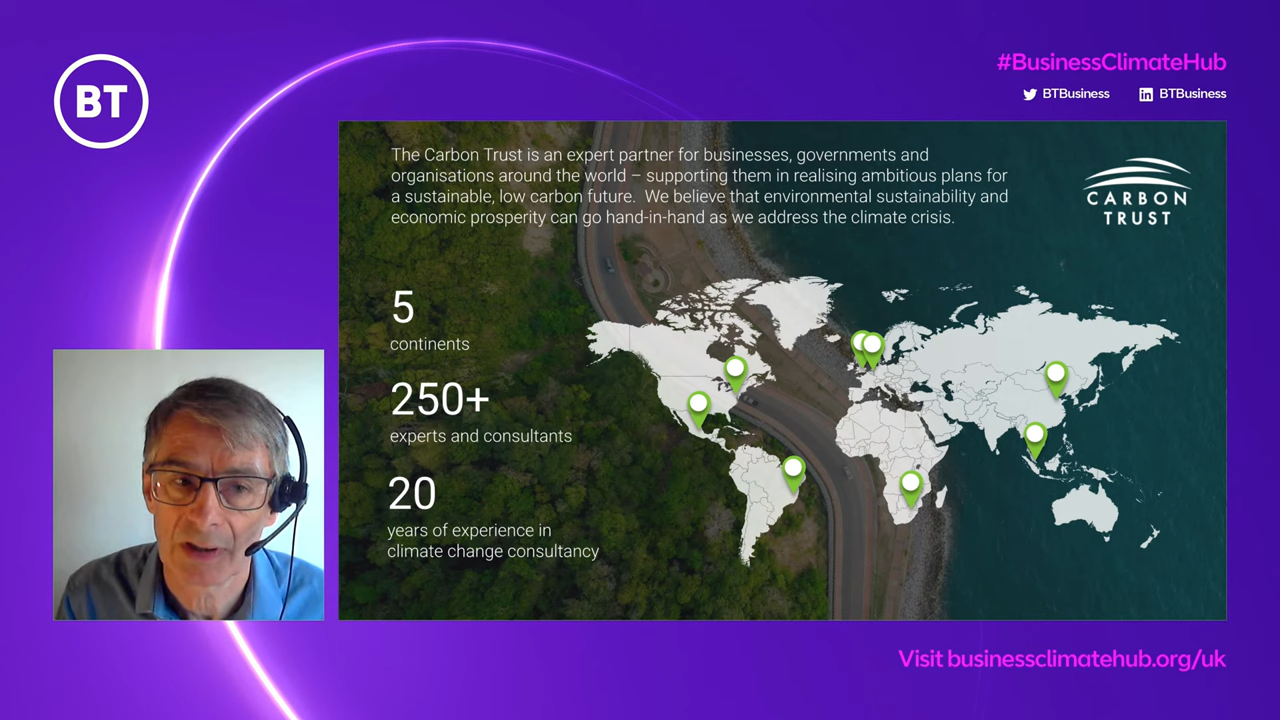 BT
#BusinessClimateHub
BTBusiness
BTBusiness
The Carbon Trust is an expert partner for businesses, governments and
organisations around the world – supporting them in realising ambitious plans for
a sustainable, low carbon future.  We believe that environmental sustainability and
economic prosperity can go hand-in-hand as we address the climate crisis.
CARBON
TRUST
5
continents
250+
experts and consultants
20
years of experience in
climate change consultancy
Visit businessclimatehub.org/uk